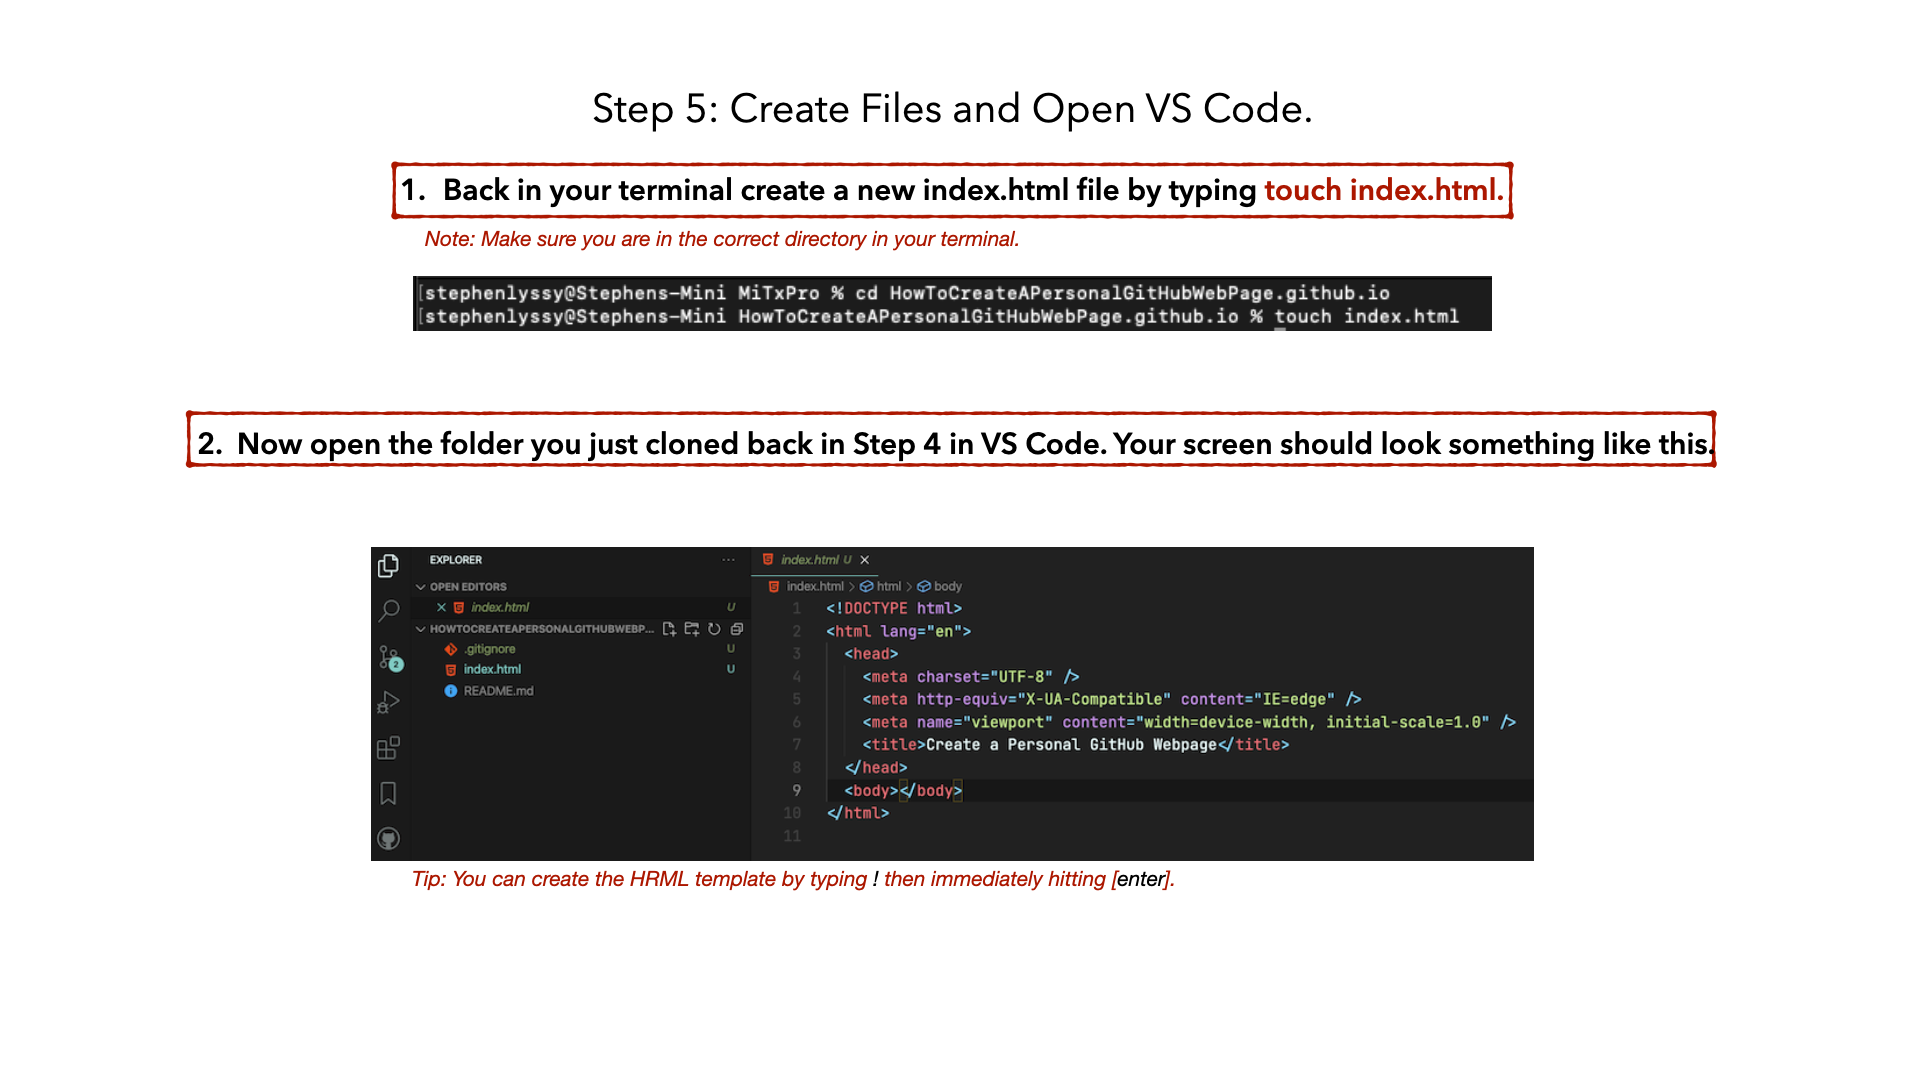 Step 5: Create Files and Open VS Code.
1. Back in your terminal create a new index.html file by typing touch index.html.
Note: Make sure you are in the correct directory in your terminal.
[stephenlyssy@Stephens-Mini MiTxPro % cd HowToCreateAPersonalGitHubWebPage.github.io
[stephenlyssy@Stephens-Mini HowToCreateAPersonalGitHubWebPage.github.io % touch index.html
2. Now open the folder you just cloned back in Step 4 in VS Code. Your screen should look something like this.
EXPLORER ...
OPEN EDITORS
index.html U
HOWTOCREATEAPERSONALGITHUBWEBP...
.gitignore U
index.html U
README.md
2
index.html U
index.html > html > body
1 <!DOCTYPE html>
2 <html lang="en">
3 <head>
4 <meta charset="UTF-8" />
5 <meta http-equiv="X-UA-Compatible" content="IE=edge" />
6 <meta name="viewport" content="width=device-width, initial-scale=1.0" />
7 <title>Create a Personal GitHub Webpage</title>
8 </head>
9 <body></body>
10 </html>
11
Tip: You can create the HRML template by typing ! then immediately hitting [enter].